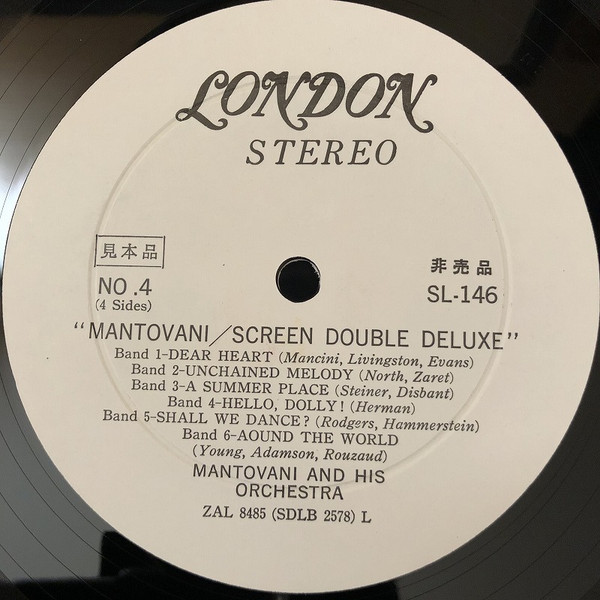 LONDON
STEREO
見本品
非売品
NO.4
SL-146
(4 Sides)
"MANTOVANI/SCREEN DOUBLE DELUXE"
Band 1-DEAR HEART (Mancini, Livingston, Evans)
Band 2-UNCHAINED MELODY (North, Zaret)
Band 3-A SUMMER PLACE (Steiner, Disbant)
Band 4-HELLO, DOLLY! (Herman)
Band 5-SHALL WE DANCE? (Rodgers, Hammerstein)
Band 6-AOUND THE WORLD
(Young, Adamson, Rouzaud)
MANTOVANI AND HIS
ORCHESTRA
ZAL 8485 (SDLB 2578) L